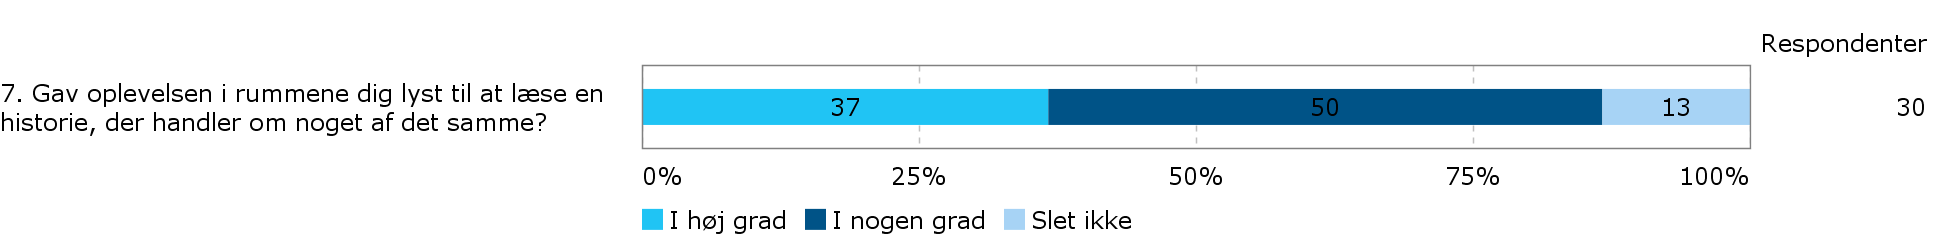 Respondenter
7. Gav oplevelsen i rummene dig lyst til at læse en
historie, der handler om noget af det samme?
37 50 13 30
0% 25% 50% 75% 100%
I høj grad I nogen grad Slet ikke